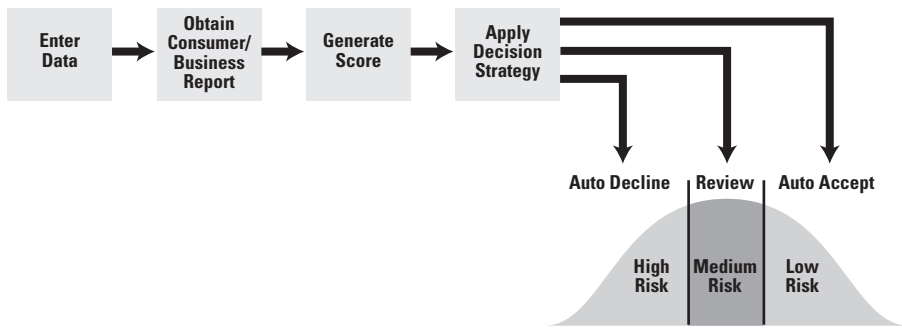 Enter
Data
Obtain
Consumer/
Business
Report
Generate
Score
Apply
Decision
Strategy
Auto Decline
Review
Auto Accept
High
Risk
Medium
Risk
Low
Risk